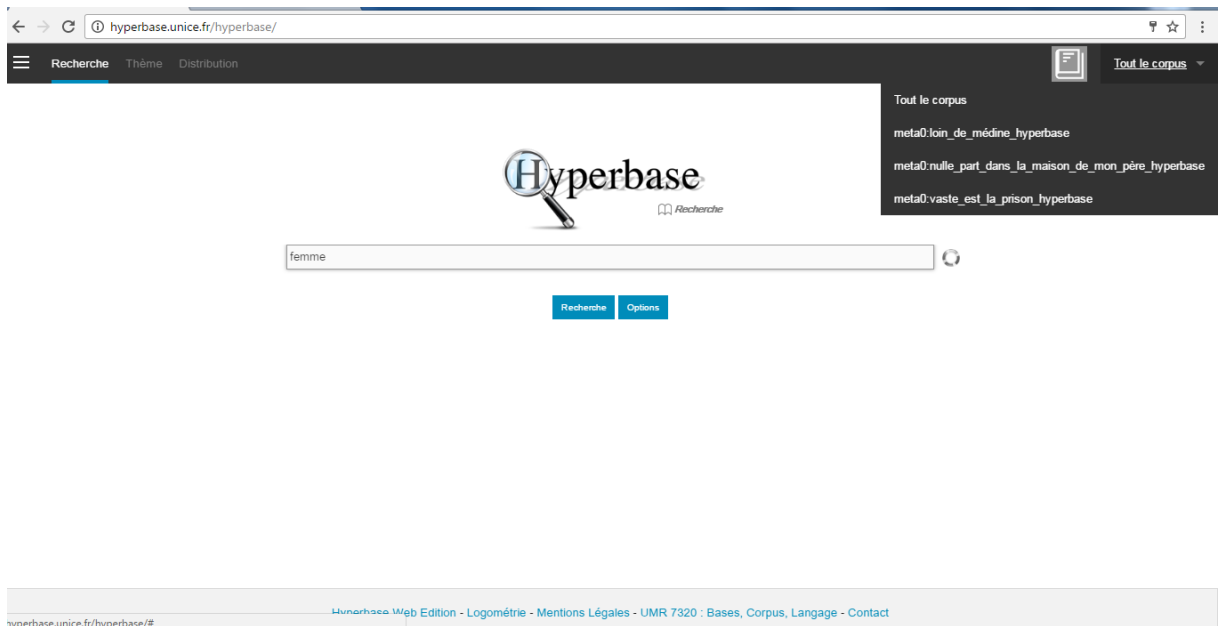 hyperbase.unice.fr/hyperbase/
Recherche Thème Distribution Tout le corpus
Tout le corpus
meta0:loin_de_médine_hyperbase
meta0:nulle_part_dans_la_maison_de_mon_père_hyperbase
meta0:vaste_est_la_prison_hyperbase
Hyperbase
Recherche
femme
Recherche Options
Hyperbase Web Edition - Logométrie - Mentions Légales - UMR 7320 : Bases, Corpus, Langage - Contact
hyperbase.unice.fr/hyperbase/#